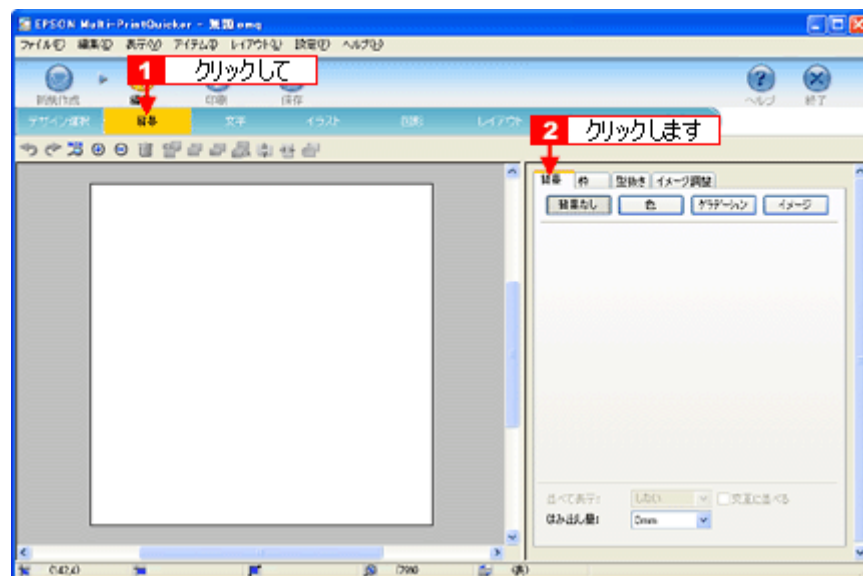 EPSON Multi-PrintQuicker - 無題.omq
ファイル(F) 編集(E) 表示(V) アイテム(I) レイアウト(L) 設定(T) ヘルプ(H)
1 クリックして
新規作成 印刷 保存 ヘルプ 終了
デザイン選択 背景 文字 イラスト 図形 レイアウト
2 クリックします
背景 枠 型抜き イメージ調整
背景なし 色 グラデーション イメージ
並べて表示: しない 交互に並べる
はみ出し量: 0mm